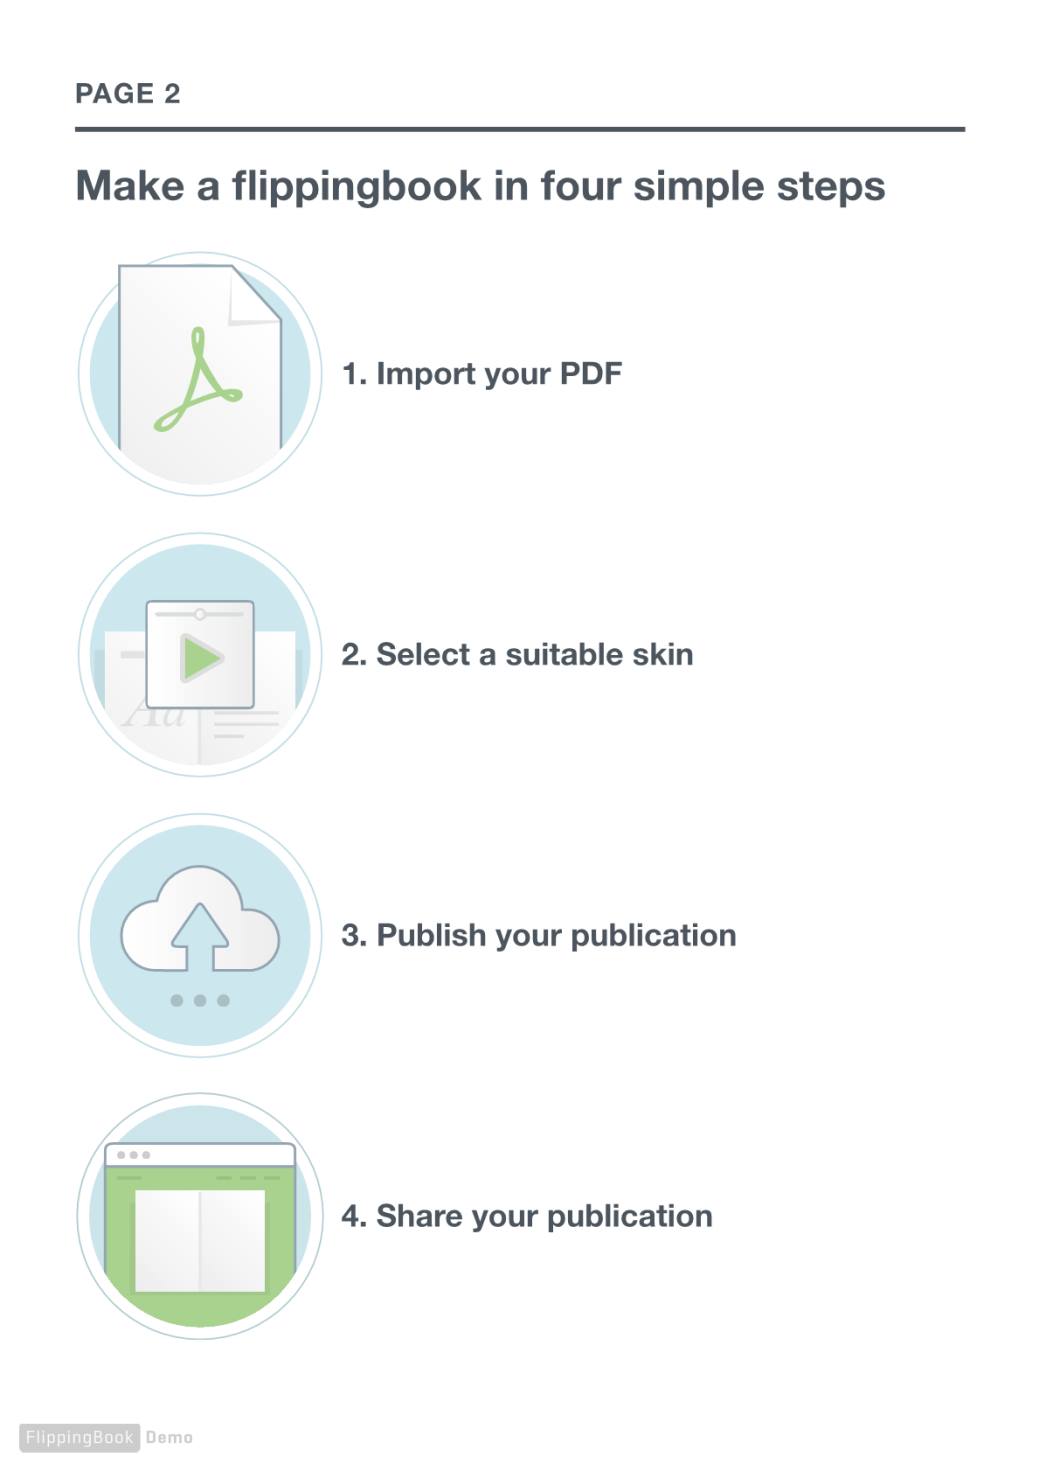 PAGE 2
Make a flippingbook in four simple steps
1. Import your PDF
2. Select a suitable skin
Aa
3. Publish your publication
4. Share your publication
FlippingBook Demo